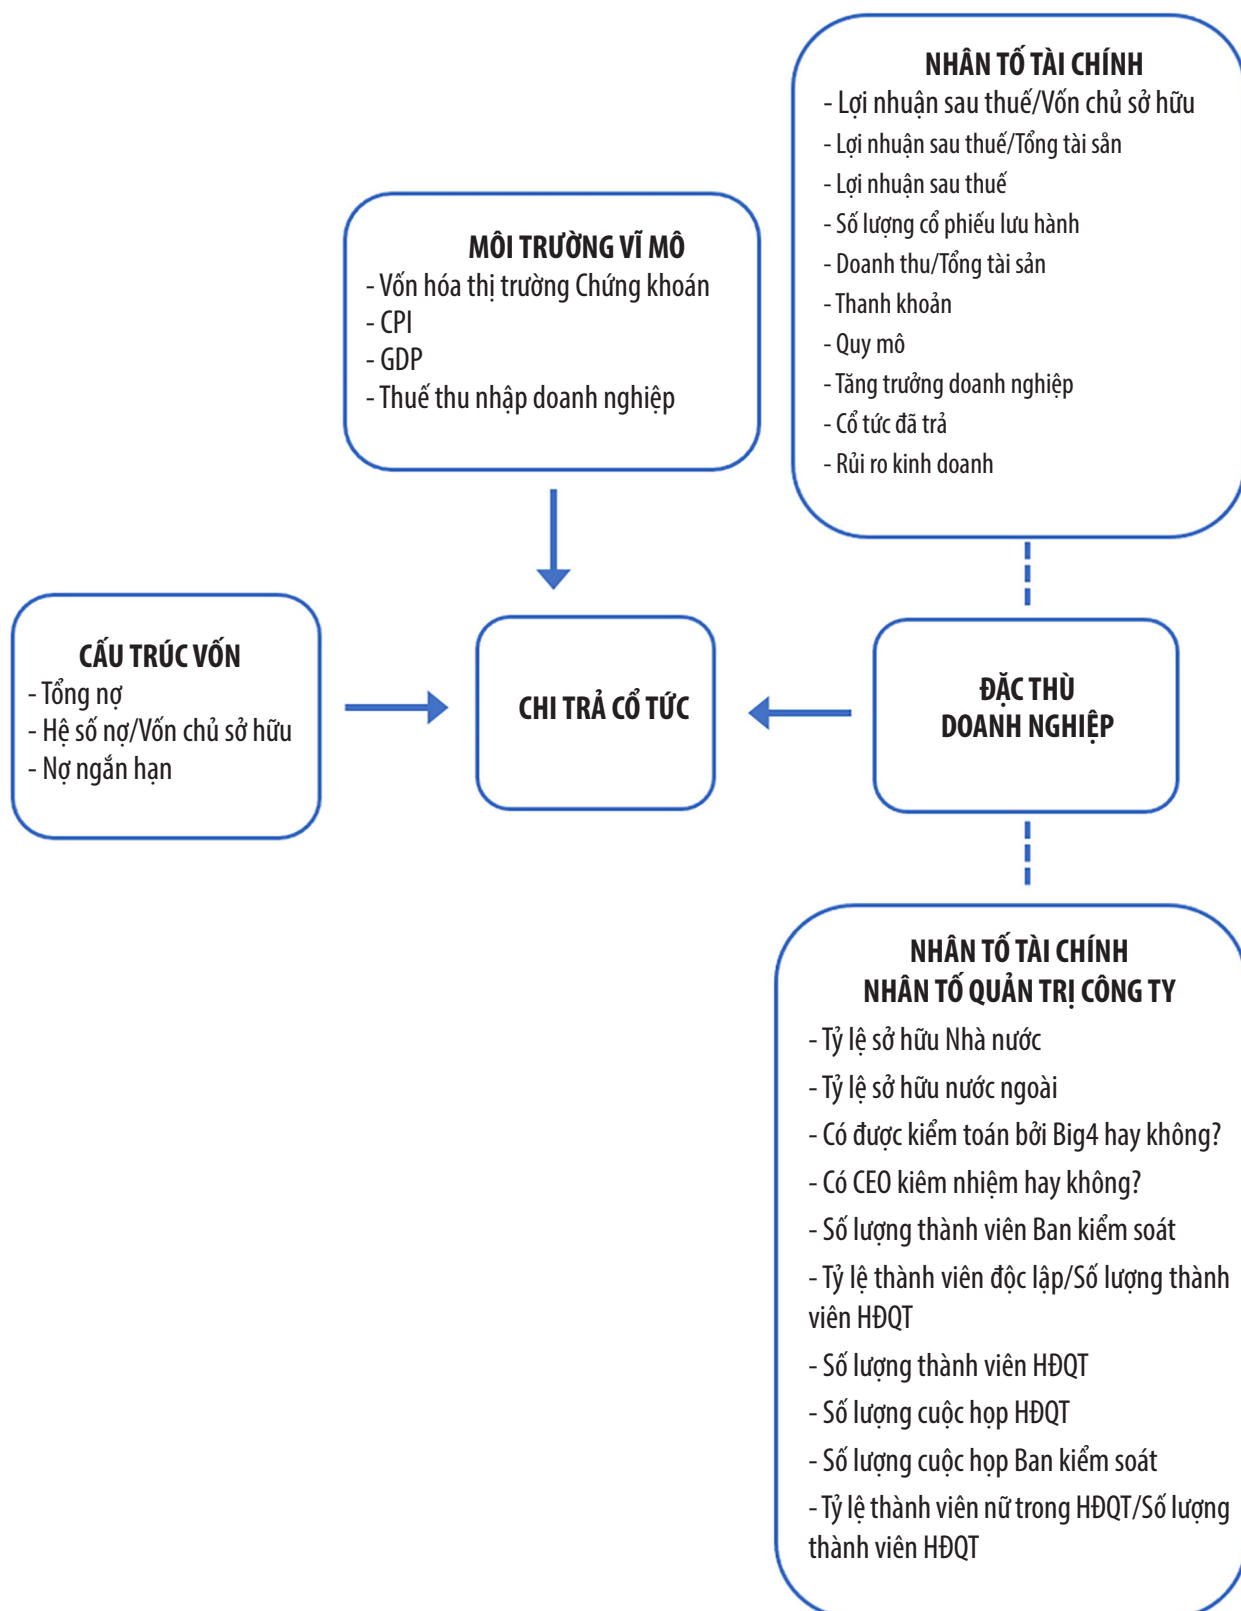 NHÂN TỐ TÀI CHÍNH
- Lợi nhuận sau thuế/Vốn chủ sở hữu
- Lợi nhuận sau thuế/Tổng tài sản
- Lợi nhuận sau thuế
- Số lượng cổ phiếu lưu hành
- Doanh thu/Tổng tài sản
- Thanh khoản
- Quy mô
- Tăng trưởng doanh nghiệp
- Cổ tức đã trả
- Rủi ro kinh doanh
MÔI TRƯỜNG VĨ MÔ
- Vốn hóa thị trường Chứng khoán
- CPI
- GDP
- Thuế thu nhập doanh nghiệp
CẤU TRÚC VỐN
- Tổng nợ
- Hệ số nợ/Vốn chủ sở hữu
- Nợ ngắn hạn
CHI TRẢ CỔ TỨC
ĐẶC THÙ
DOANH NGHIỆP
NHÂN TỐ TÀI CHÍNH
NHÂN TỐ QUẢN TRỊ CÔNG TY
- Tỷ lệ sở hữu Nhà nước
- Tỷ lệ sở hữu nước ngoài
- Có được kiểm toán bởi Big4 hay không?
- Có CEO kiêm nhiệm hay không?
- Số lượng thành viên Ban kiểm soát
- Tỷ lệ thành viên độc lập/Số lượng thành
viên HĐQT
- Số lượng thành viên HĐQT
- Số lượng cuộc họp HĐQT
- Số lượng cuộc họp Ban kiểm soát
- Tỷ lệ thành viên nữ trong HĐQT/Số lượng
thành viên HĐQT